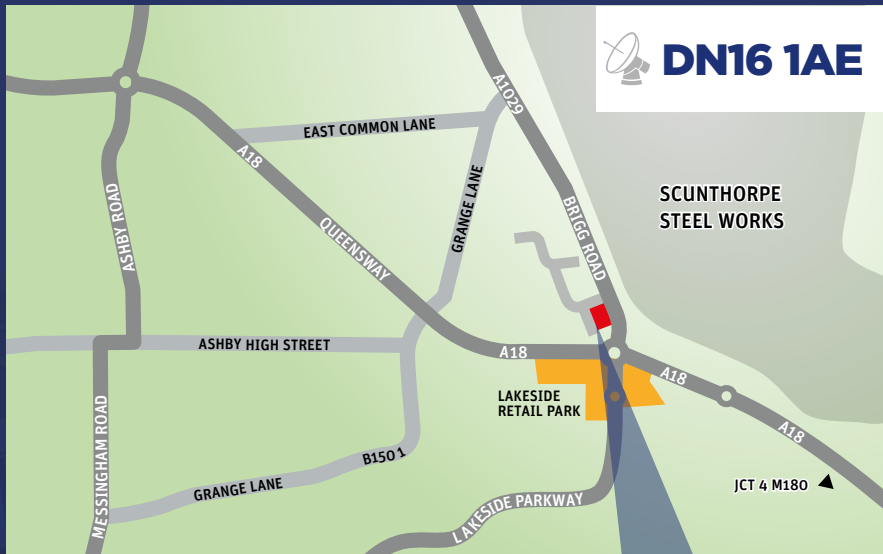 DN16 1AE
A1029
EAST COMMON LANE
A18
SCUNTHORPE
STEEL WORKS
GRANGE LANE
BRIGG ROAD
ASHBY ROAD
QUEENSWAY
ASHBY HIGH STREET
A18
A18
LAKESIDE
RETAIL PARK
MESSINGHAM ROAD
A18
B1501
GRANGE LANE
JCT 4 M180
LAKESIDE PARKWAY